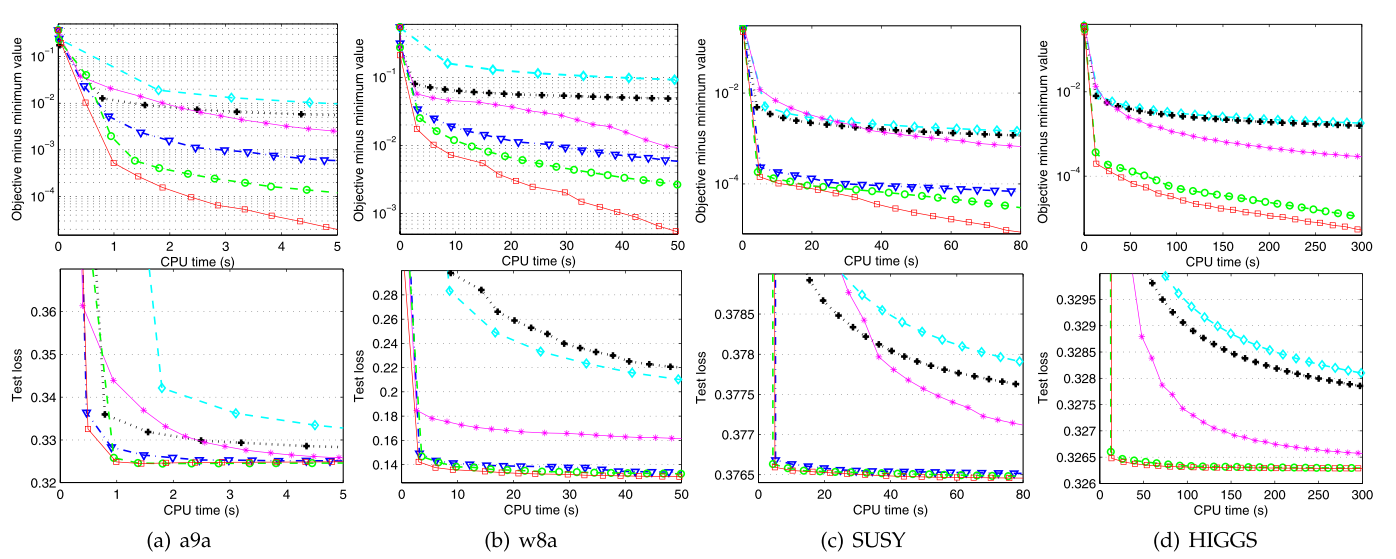 Objective minus minimum value
10⁻¹
10⁻²
10⁻³
10⁻⁴
0 1 2 3 4 5
CPU time (s)
Objective minus minimum value
10⁻¹
10⁻²
10⁻³
0 10 20 30 40 50
CPU time (s)
Objective minus minimum value
10⁻²
10⁻⁴
0 20 40 60 80
CPU time (s)
Objective minus minimum value
10⁻²
10⁻⁴
0 50 100 150 200 250 300
CPU time (s)
Test loss
0.36
0.35
0.34
0.33
0.32
0 1 2 3 4 5
CPU time (s)
Test loss
0.28
0.26
0.24
0.22
0.2
0.18
0.16
0.14
0 10 20 30 40 50
CPU time (s)
Test loss
0.3785
0.378
0.3775
0.377
0.3765
0 20 40 60 80
CPU time (s)
Test loss
0.3295
0.329
0.3285
0.328
0.3275
0.327
0.3265
0.326
0 50 100 150 200 250 300
CPU time (s)
(a) a9a
(b) w8a
(c) SUSY
(d) HIGGS